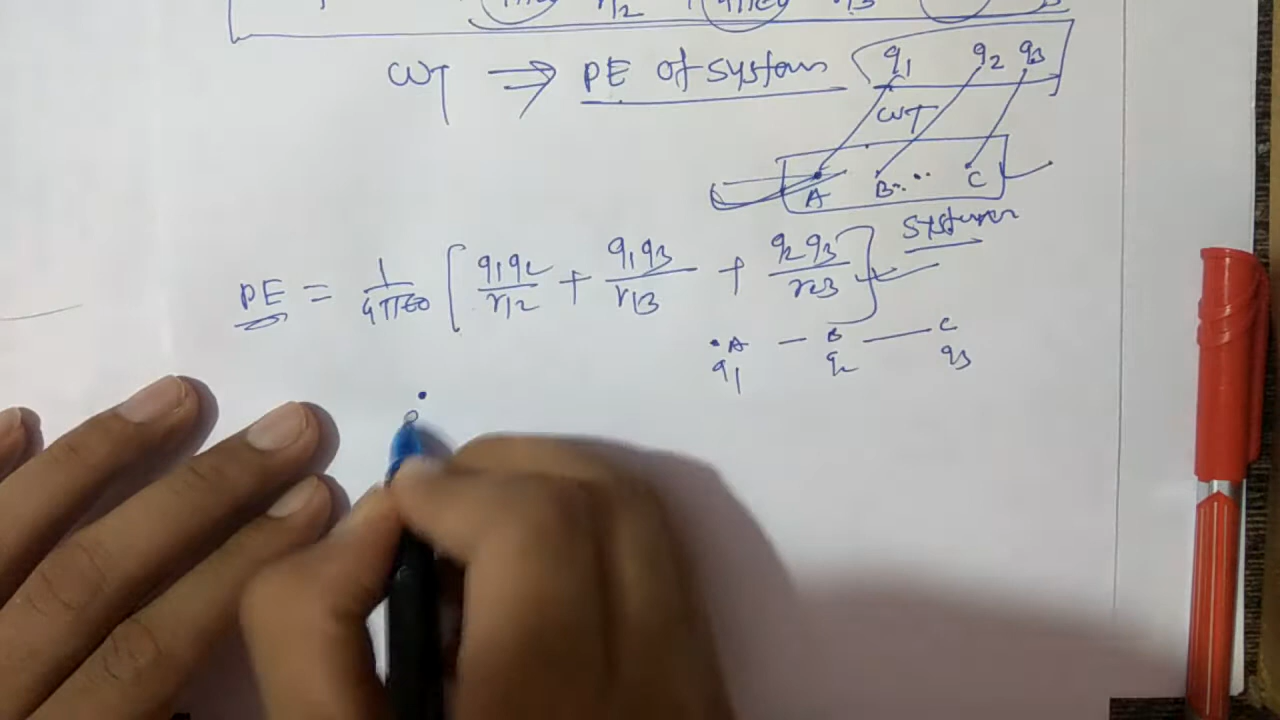 WT ⇒ PE of system q1 q2 q3
WT
A B... C
system
PE = 1/4πε0 [ q1q2/r12 + q1q3/r13 + q2q3/r23 ]
.A — B — C
q1 q2 q3